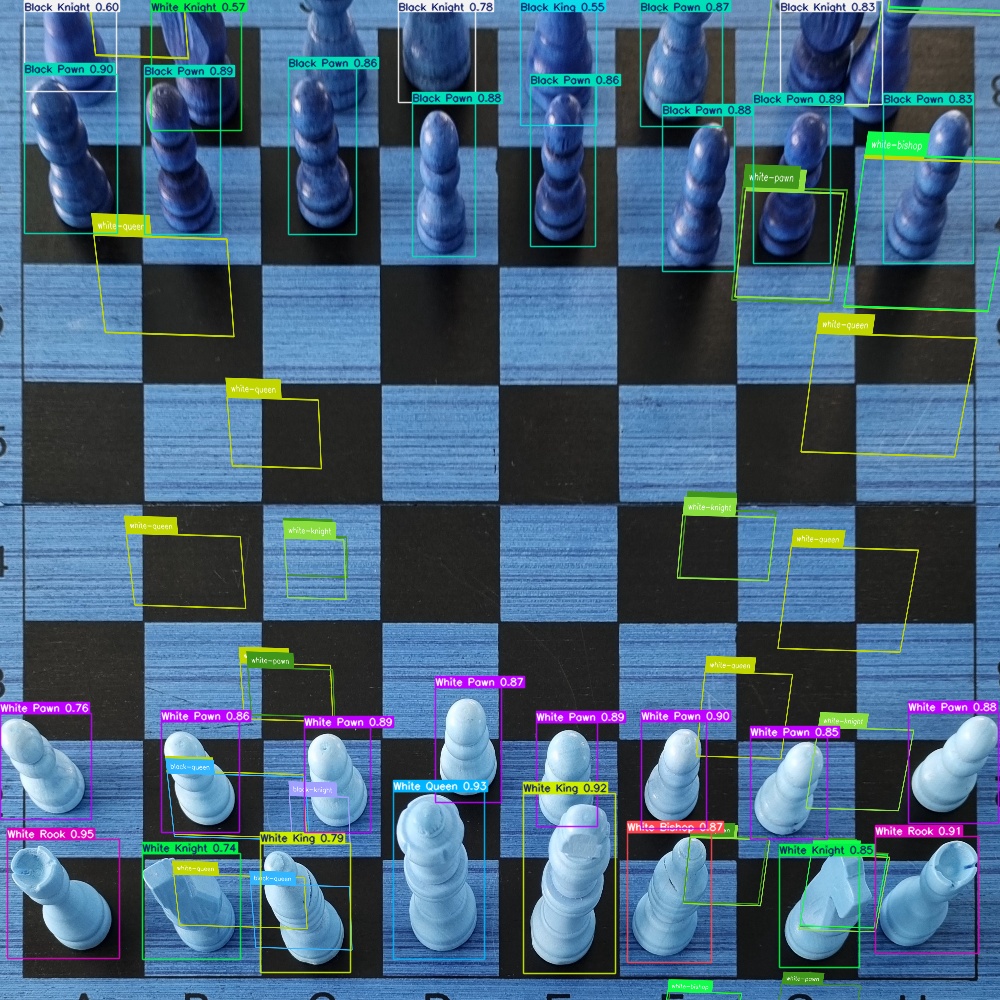 Black Knight 0.60
White Knight 0.57
Black Knight 0.78
Black King 0.55
Black Pawn 0.87
Black Knight 0.83
Black Pawn 0.90
Black Pawn 0.89
Black Pawn 0.86
Black Pawn 0.88
Black Pawn 0.86
Black Pawn 0.88
Black Pawn 0.89
Black Pawn 0.83
white-bishop
white-pawn
white-queen
white-queen
white-queen
white-queen
white-knight
white-knight
white-queen
white-pawn
white-queen
White Pawn 0.76
White Pawn 0.86
White Pawn 0.89
White Pawn 0.87
White Pawn 0.89
White Pawn 0.90
White Pawn 0.85
white-knight
White Pawn 0.88
black-queen
black-knight
White Queen 0.93
White King 0.92
White Rook 0.95
White Knight 0.74
White King 0.79
White Bishop 0.87
White Knight 0.85
White Rook 0.91
white-queen
black-queen
white-bishop
white-pawn